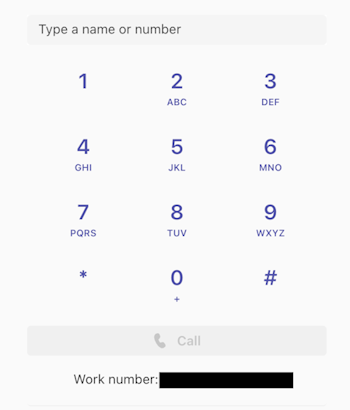 Type a name or number
1 2 3
ABC DEF
4 5 6
GHI JKL MNO
7 8 9
PQRS TUV WXYZ
* 0 #
+
Call
Work number: